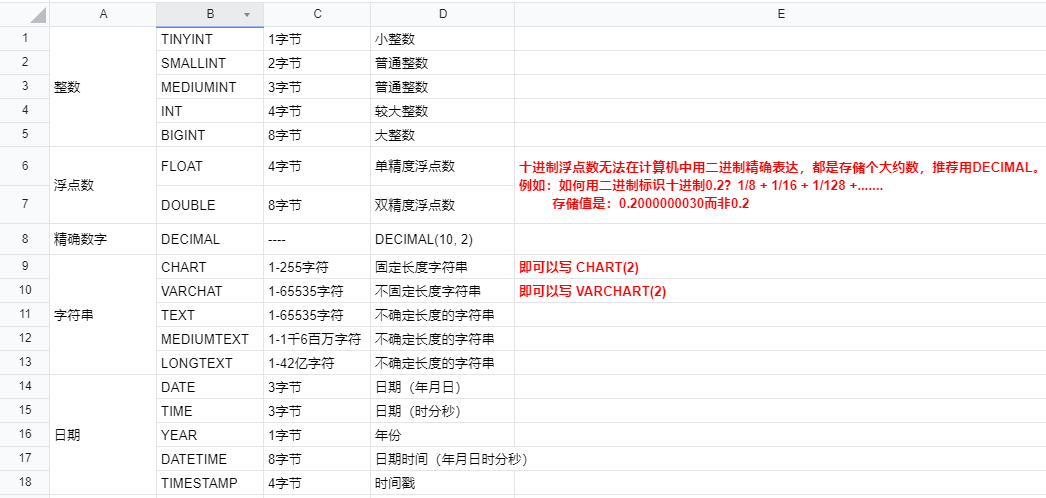 A B C D E
1 TINYINT 1字节 小整数
2 SMALLINT 2字节 普通整数
3 整数 MEDIUMINT 3字节 普通整数
4 INT 4字节 较大整数
5 BIGINT 8字节 大整数
6 FLOAT 4字节 单精度浮点数 十进制浮点数无法在计算机中用二进制精确表达，都是存储个大约数，推荐用DECIMAL。
浮点数 例如：如何用二进制标识十进制0.2? 1/8 + 1/16 + 1/128 +.......
7 DOUBLE 8字节 双精度浮点数 存储值是：0.2000000030而非0.2
8 精确数字 DECIMAL ---- DECIMAL(10, 2)
9 CHART 1-255字符 固定长度字符串 即可以写 CHART(2)
10 VARCHAT 1-65535字符 不固定长度字符串 即可以写 VARCHART(2)
11 字符串 TEXT 1-65535字符 不确定长度的字符串
12 MEDIUMTEXT 1-1千6百万字符 不确定长度的字符串
13 LONGTEXT 1-42亿字符 不确定长度的字符串
14 DATE 3字节 日期（年月日）
15 TIME 3字节 日期（时分秒）
16 日期 YEAR 1字节 年份
17 DATETIME 8字节 日期时间（年月日时分秒）
18 TIMESTAMP 4字节 时间戳